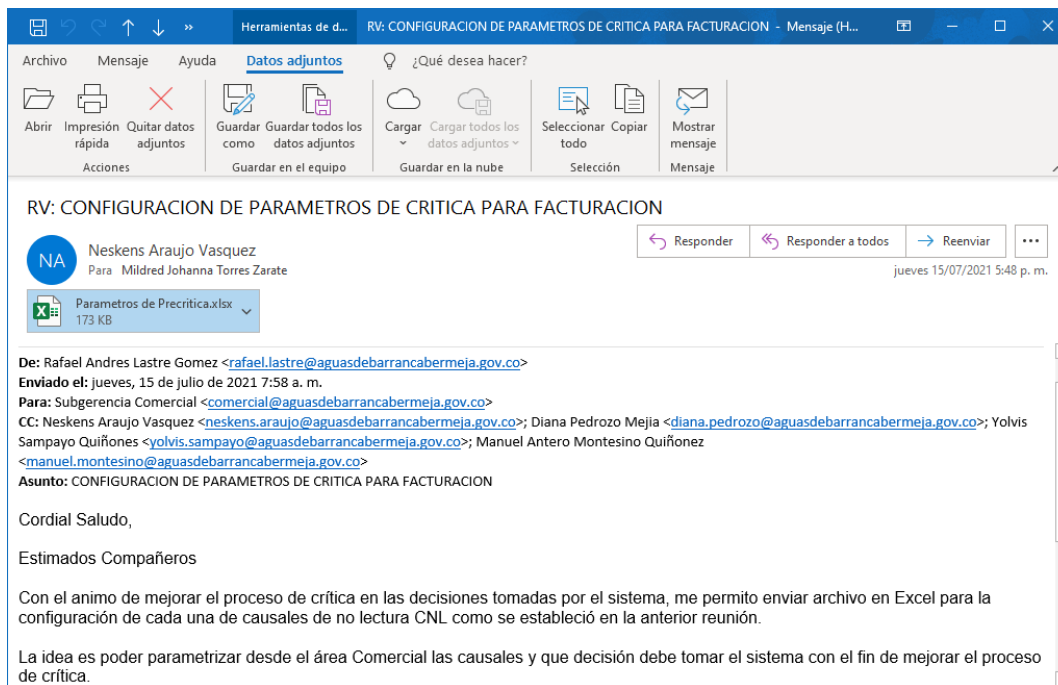 Herramientas de d... RV: CONFIGURACION DE PARAMETROS DE CRITICA PARA FACTURACION - Mensaje (H...
Archivo Mensaje Ayuda Datos adjuntos ¿Qué desea hacer?
Abrir Impresión rápida Quitar datos adjuntos Guardar como Guardar todos los datos adjuntos Cargar Cargar todos los datos adjuntos Seleccionar todo Copiar Mostrar mensaje
Acciones Guardar en el equipo Guardar en la nube Selección Mensaje
RV: CONFIGURACION DE PARAMETROS DE CRITICA PARA FACTURACION
Responder Responder a todos Reenviar
NA
Neskens Araujo Vasquez
Para Mildred Johanna Torres Zarate
jueves 15/07/2021 5:48 p. m.
Parametros de Precritica.xlsx
173 KB
De: Rafael Andres Lastre Gomez <rafael.lastre@aguasdebarrancabermeja.gov.co>
Enviado el: jueves, 15 de julio de 2021 7:58 a. m.
Para: Subgerencia Comercial <comercial@aguasdebarrancabermeja.gov.co>
CC: Neskens Araujo Vasquez <neskens.araujo@aguasdebarrancabermeja.gov.co>; Diana Pedrozo Mejia <diana.pedrozo@aguasdebarrancabermeja.gov.co>; Yolvis
Sampayo Quiñones <yolvis.sampayo@aguasdebarrancabermeja.gov.co>; Manuel Antero Montesino Quiñonez
<manuel.montesino@aguasdebarrancabermeja.gov.co>
Asunto: CONFIGURACION DE PARAMETROS DE CRITICA PARA FACTURACION
Cordial Saludo,
Estimados Compañeros
Con el animo de mejorar el proceso de crítica en las decisiones tomadas por el sistema, me permito enviar archivo en Excel para la
configuración de cada una de causales de no lectura CNL como se estableció en la anterior reunión.
La idea es poder parametrizar desde el área Comercial las causales y que decisión debe tomar el sistema con el fin de mejorar el proceso
de crítica.